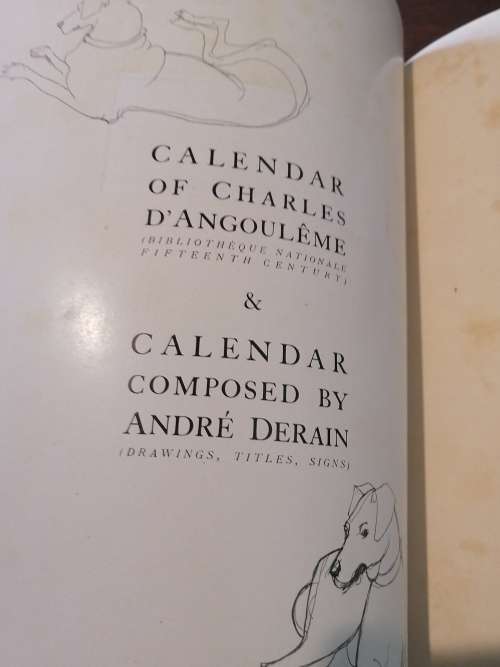 CALENDAR
OF CHARLES
D'ANGOULÊME
(BIBLIOTHÈQUE NATIONALE
FIFTEENTH CENTURY)
&
CALENDAR
COMPOSED BY
ANDRÉ DERAIN
(DRAWINGS, TITLES, SIGNS)